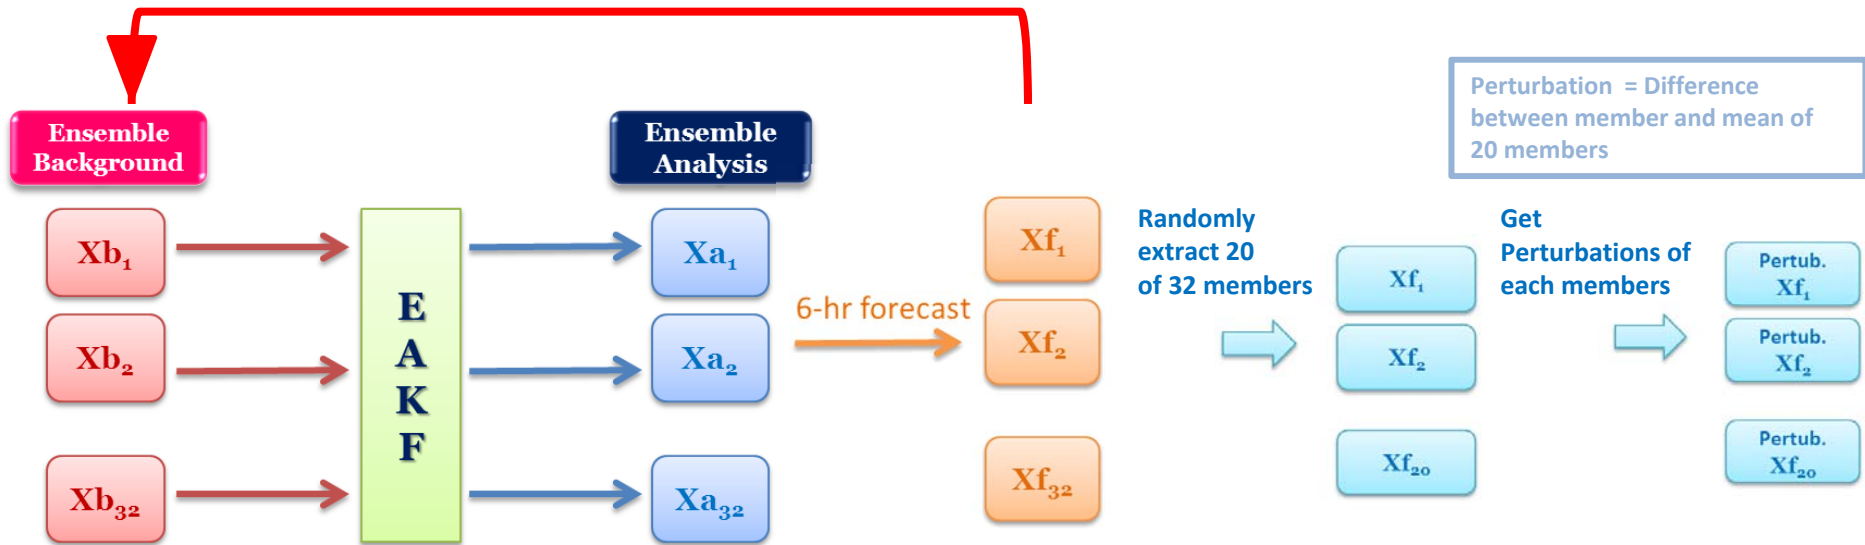 Perturbation = Difference
between member and mean of
20 members
Ensemble
Background
Ensemble
Analysis
Xb₁
Xb₂
Xb₃₂
E
A
K
F
Xa₁
Xa₂
Xa₃₂
6-hr forecast
Xf₁
Xf₂
Xf₃₂
Randomly
extract 20
of 32 members
Xf₁
Xf₂
Xf₂₀
Get
Perturbations of
each members
Pertub.
Xf₁
Pertub.
Xf₂
Pertub.
Xf₂₀